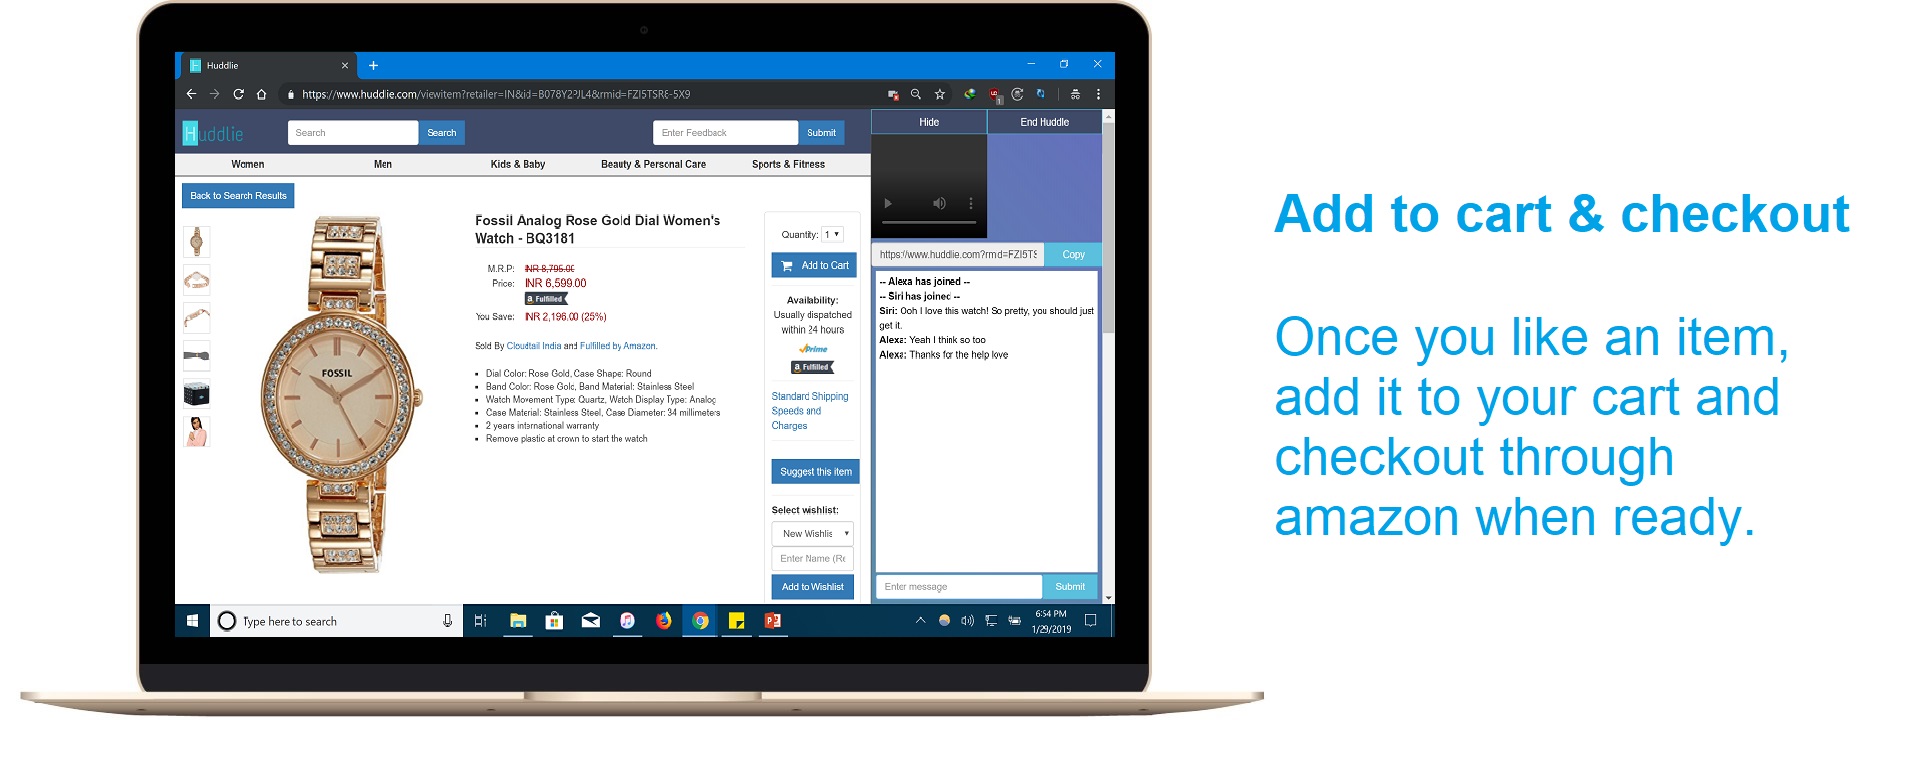 Huddlie
https://www.huddlie.com/viewitem?retailer=IN&id=B078Y2PJL4&rmid=FZI5TSR6-5X9
Huddlie
Search
Search
Enter Feedback
Submit
Hide
End Huddle
Women
Men
Kids & Baby
Beauty & Personal Care
Sports & Fitness
Back to Search Results
FOSSIL
Fossil Analog Rose Gold Dial Women's
Watch - BQ3181
M.R.P: INR 8,795.00
Price: INR 6,599.00
a Fulfilled
You Save: INR 2,196.00 (25%)
Sold By Cloudtail India and Fulfilled by Amazon.
Dial Color: Rose Gold, Case Shape: Round
Band Color: Rose Gold, Band Material: Stainless Steel
Watch Movement Type: Quartz, Watch Display Type: Analog
Case Material: Stainless Steel, Case Diameter: 34 millimeters
2 years international warranty
Remove plastic at crown to start the watch
Quantity: 1
Add to Cart
Availability:
Usually dispatched
within 24 hours
Prime
a Fulfilled
Standard Shipping
Speeds and
Charges
Suggest this item
Select wishlist:
New Wishlis
Enter Name (Re
Add to Wishlist
https://www.huddlie.com?rmid=FZI5TS
Copy
-- Alexa has joined --
-- Siri has joined --
Siri: Ooh I love this watch! So pretty, you should just
get it.
Alexa: Yeah I think so too
Alexa: Thanks for the help love
Enter message
Submit
Type here to search
6:54 PM
1/29/2019
Add to cart & checkout
Once you like an item,
add it to your cart and
checkout through
amazon when ready.